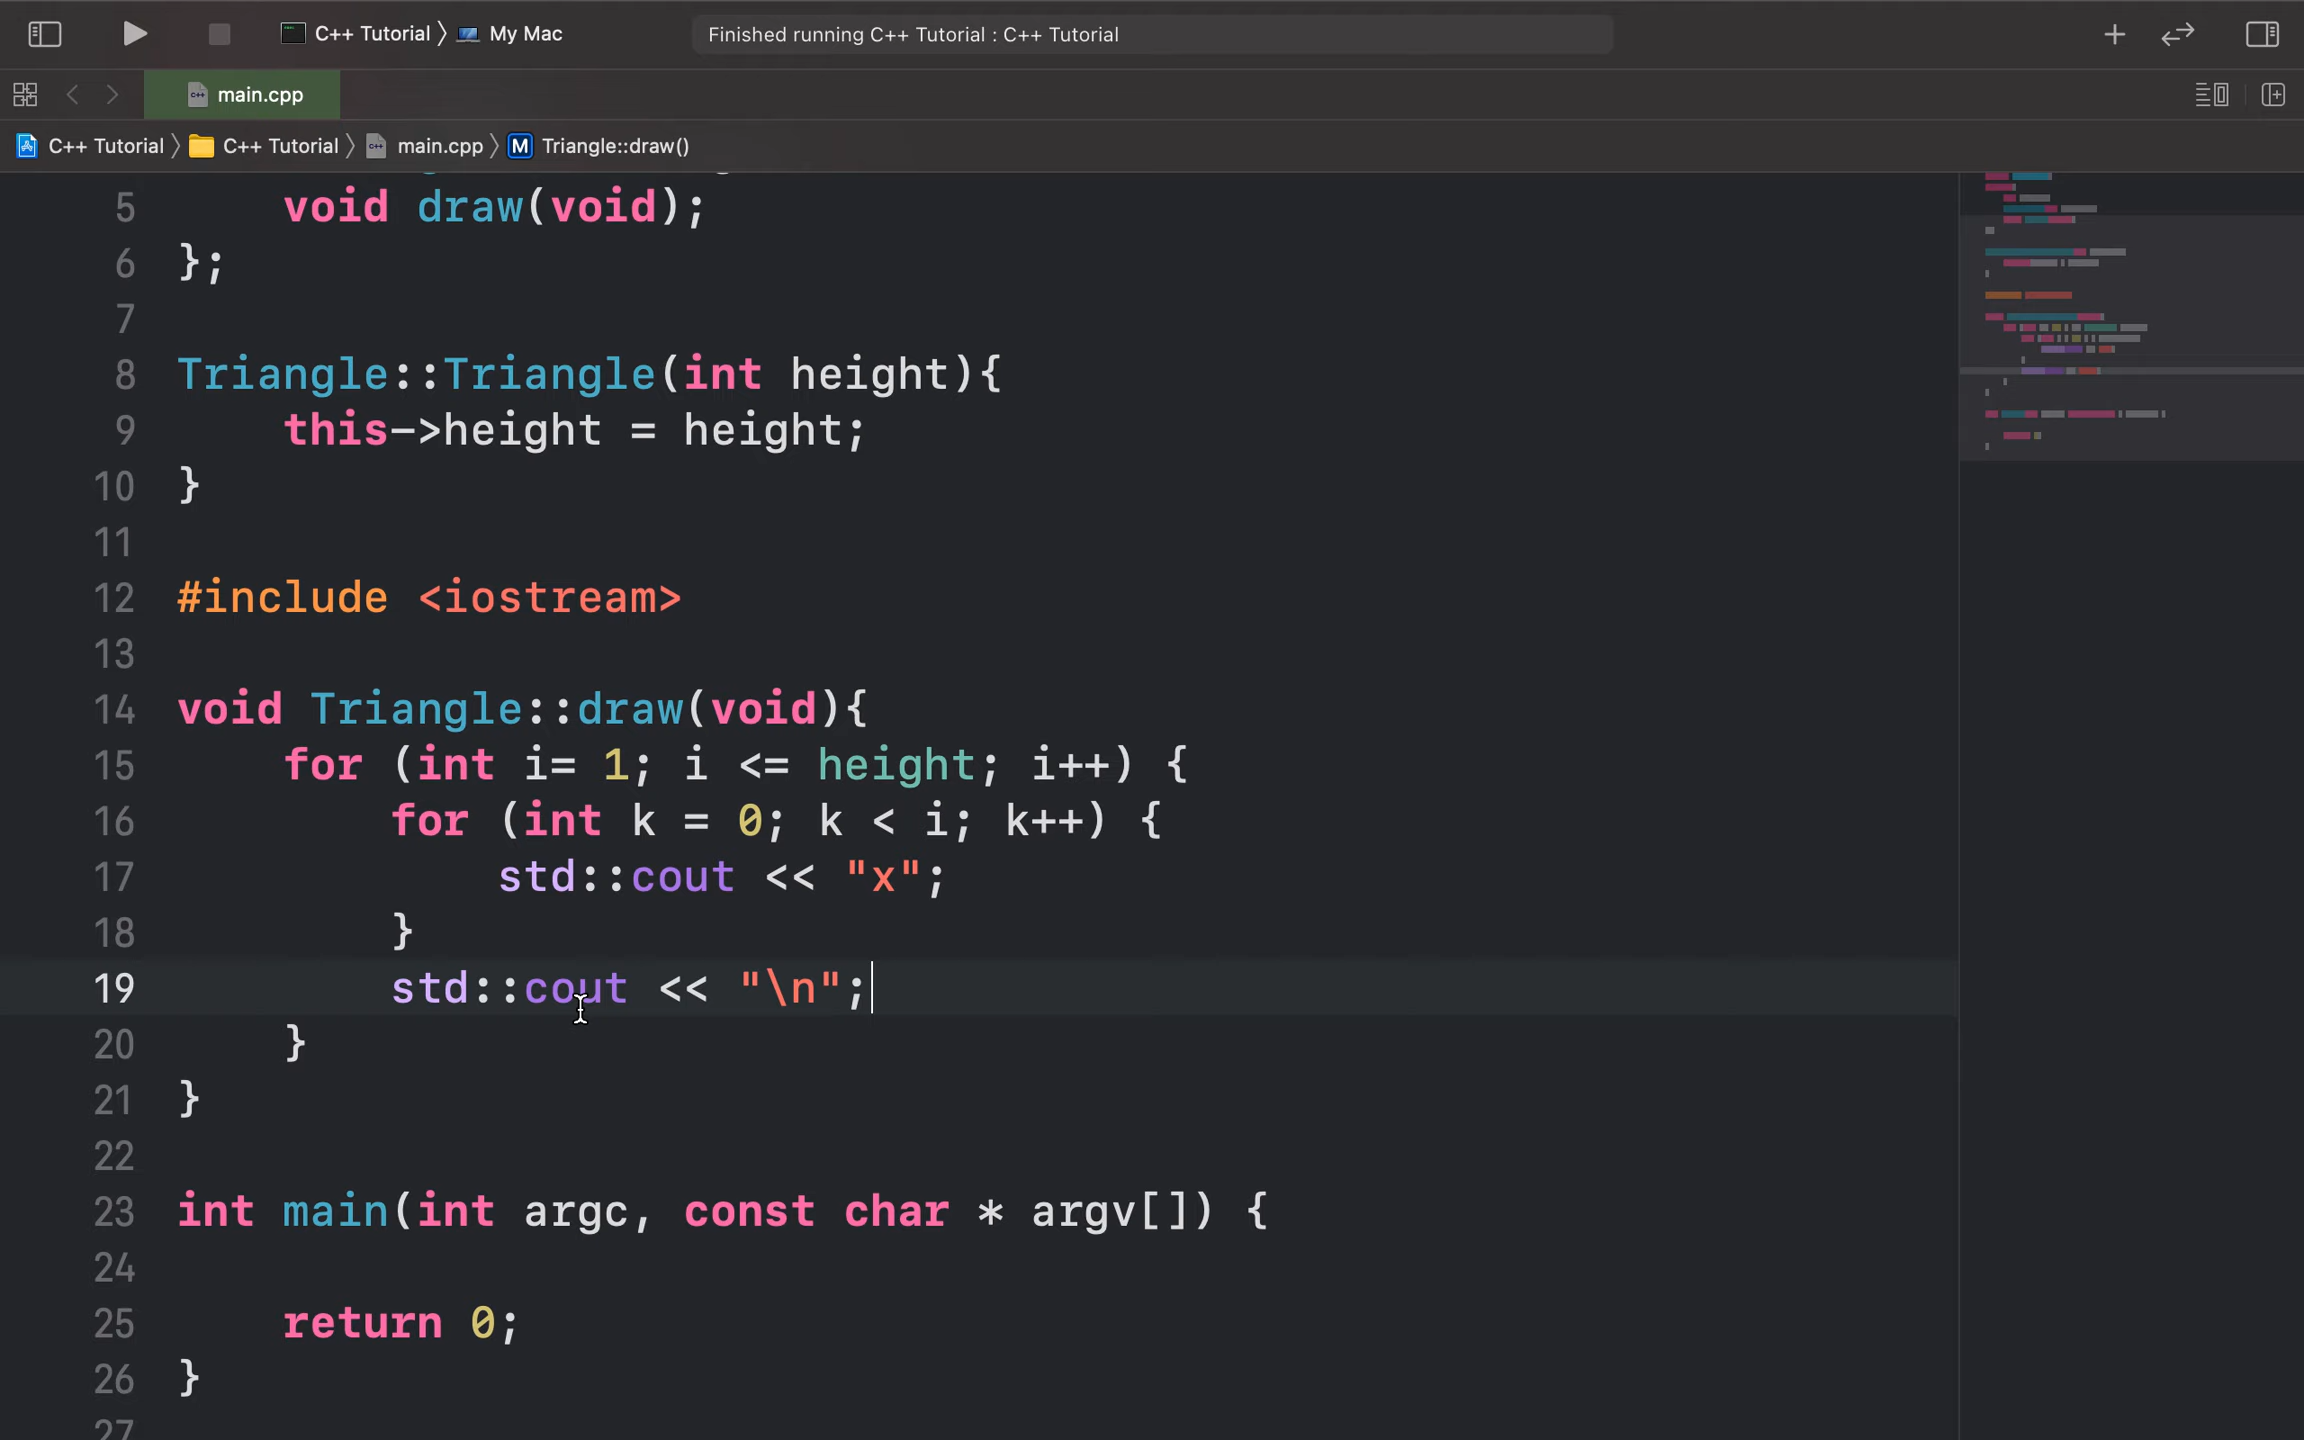 C++ Tutorial 〉 My Mac
Finished running C++ Tutorial : C++ Tutorial
main.cpp
C++ Tutorial 〉 C++ Tutorial 〉 main.cpp 〉 M Triangle::draw()
5 void draw(void);
6 };
7
8 Triangle::Triangle(int height){
9 this->height = height;
10 }
11
12 #include <iostream>
13
14 void Triangle::draw(void){
15 for (int i= 1; i <= height; i++) {
16 for (int k = 0; k < i; k++) {
17 std::cout << "x";
18 }
19 std::cout << "\n";
20 }
21 }
22
23 int main(int argc, const char * argv[]) {
24
25 return 0;
26 }
27